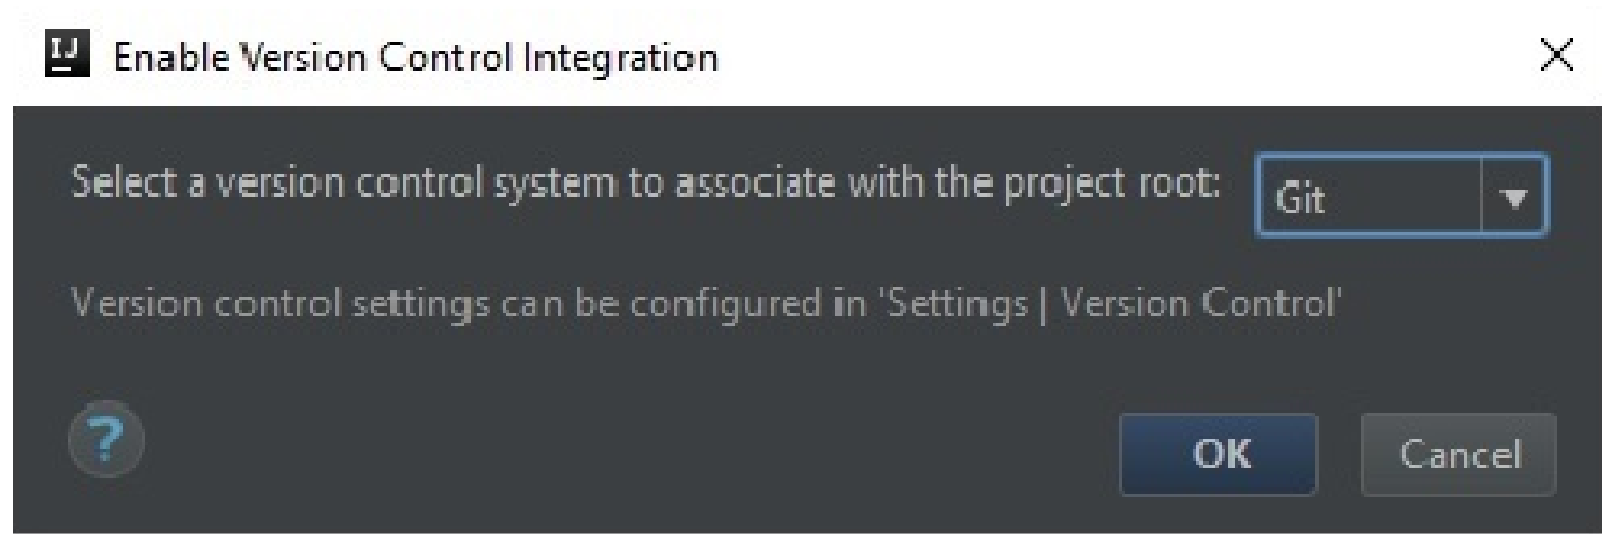 IJ Enable Version Control Integration
Select a version control system to associate with the project root: Git
Version control settings can be configured in 'Settings | Version Control'
? OK Cancel